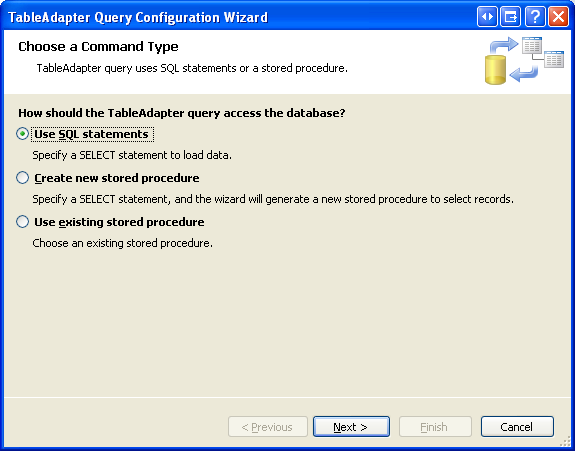 TableAdapter Query Configuration Wizard
Choose a Command Type
TableAdapter query uses SQL statements or a stored procedure.
How should the TableAdapter query access the database?
Use SQL statements
Specify a SELECT statement to load data.
Create new stored procedure
Specify a SELECT statement, and the wizard will generate a new stored procedure to select records.
Use existing stored procedure
Choose an existing stored procedure.
< Previous Next > Finish Cancel